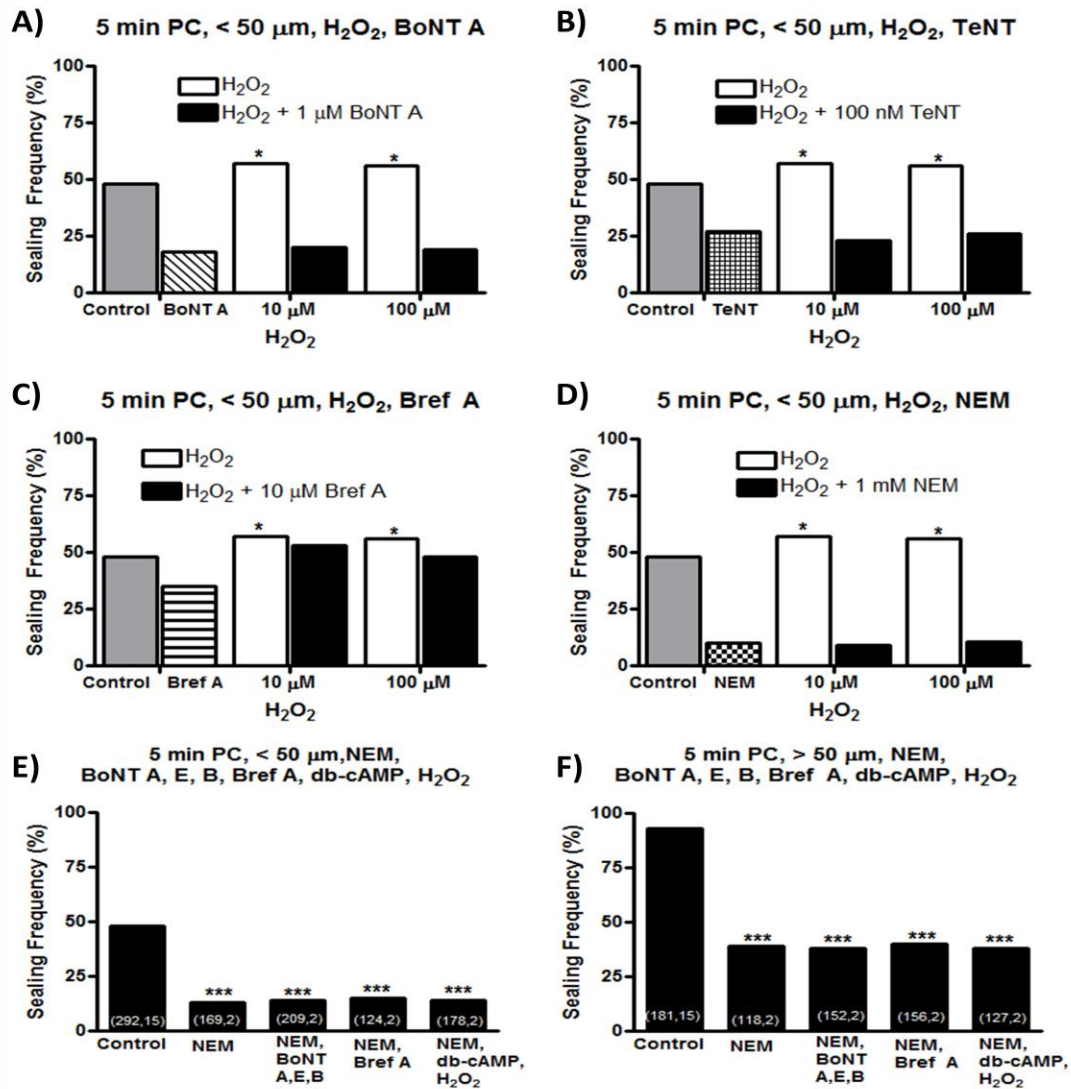 A)
5 min PC, < 50 μm, H₂O₂, BoNT A
Sealing Frequency (%)
100
75
50
25
0
H₂O₂
H₂O₂ + 1 μM BoNT A
*
*
Control BoNT A 10 μM 100 μM
H₂O₂
B)
5 min PC, < 50 μm, H₂O₂, TeNT
Sealing Frequency (%)
100
75
50
25
0
H₂O₂
H₂O₂ + 100 nM TeNT
*
*
Control TeNT 10 μM 100 μM
H₂O₂
C)
5 min PC, < 50 μm, H₂O₂, Bref A
Sealing Frequency (%)
100
75
50
25
0
H₂O₂
H₂O₂ + 10 μM Bref A
*
*
Control Bref A 10 μM 100 μM
H₂O₂
D)
5 min PC, < 50 μm, H₂O₂, NEM
Sealing Frequency (%)
100
75
50
25
0
H₂O₂
H₂O₂ + 1 mM NEM
*
*
Control NEM 10 μM 100 μM
H₂O₂
E)
5 min PC, < 50 μm,NEM,
BoNT A, E, B, Bref A, db-cAMP, H₂O₂
Sealing Frequency (%)
100
75
50
25
0
*** *** *** ***
(292,15) (169,2) (209,2) (124,2) (178,2)
Control NEM NEM, NEM, NEM,
BoNT Bref A db-cAMP,
A,E,B H₂O₂
F)
5 min PC, > 50 μm, NEM,
BoNT A, E, B, Bref A, db-cAMP, H₂O₂
Sealing Frequency (%)
100
75
50
25
0
*** *** *** ***
(181,15) (118,2) (152,2) (156,2) (127,2)
Control NEM NEM, NEM, NEM,
BoNT Bref A db-cAMP,
A,E,B H₂O₂